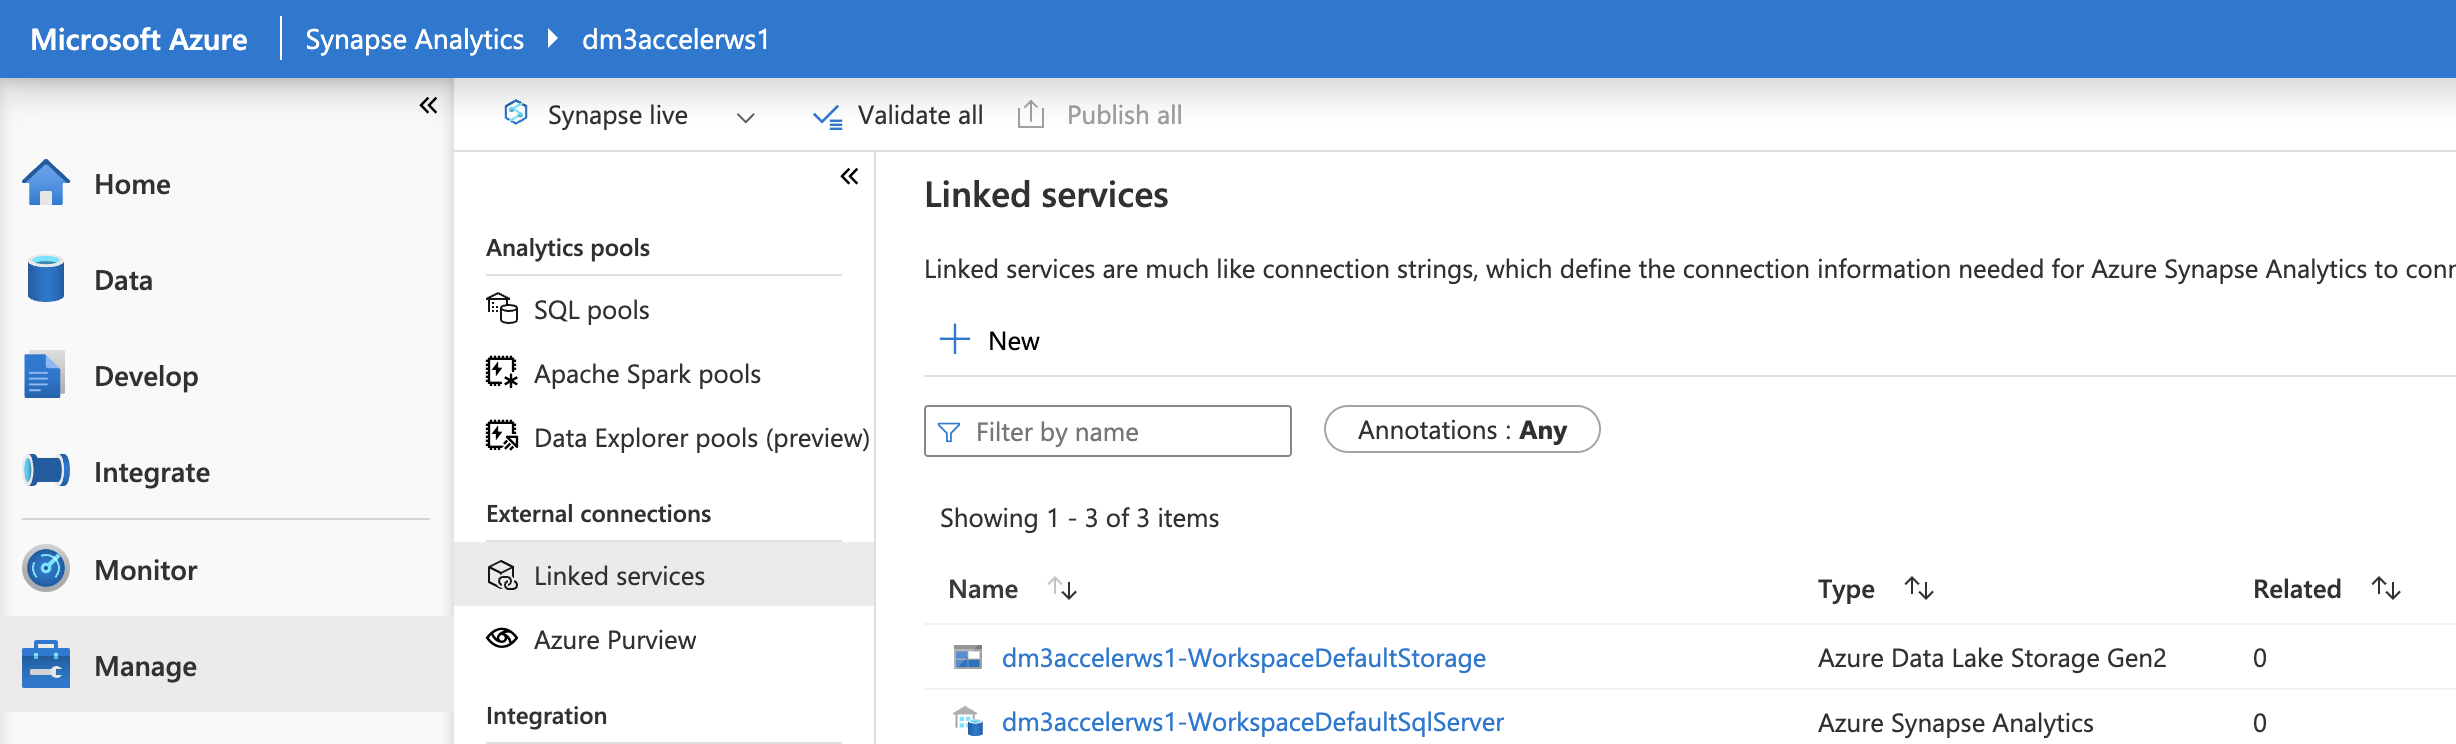 Microsoft Azure
Synapse Analytics
dm3accelerws1
Synapse live
Validate all
Publish all
Home
Data
Develop
Integrate
Monitor
Manage
Analytics pools
SQL pools
Apache Spark pools
Data Explorer pools (preview)
External connections
Linked services
Azure Purview
Integration
Linked services
Linked services are much like connection strings, which define the connection information needed for Azure Synapse Analytics to
New
Filter by name
Annotations : Any
Showing 1 - 3 of 3 items
Name Type Related
dm3accelerws1-WorkspaceDefaultStorage Azure Data Lake Storage Gen2 0
dm3accelerws1-WorkspaceDefaultSqlServer Azure Synapse Analytics 0